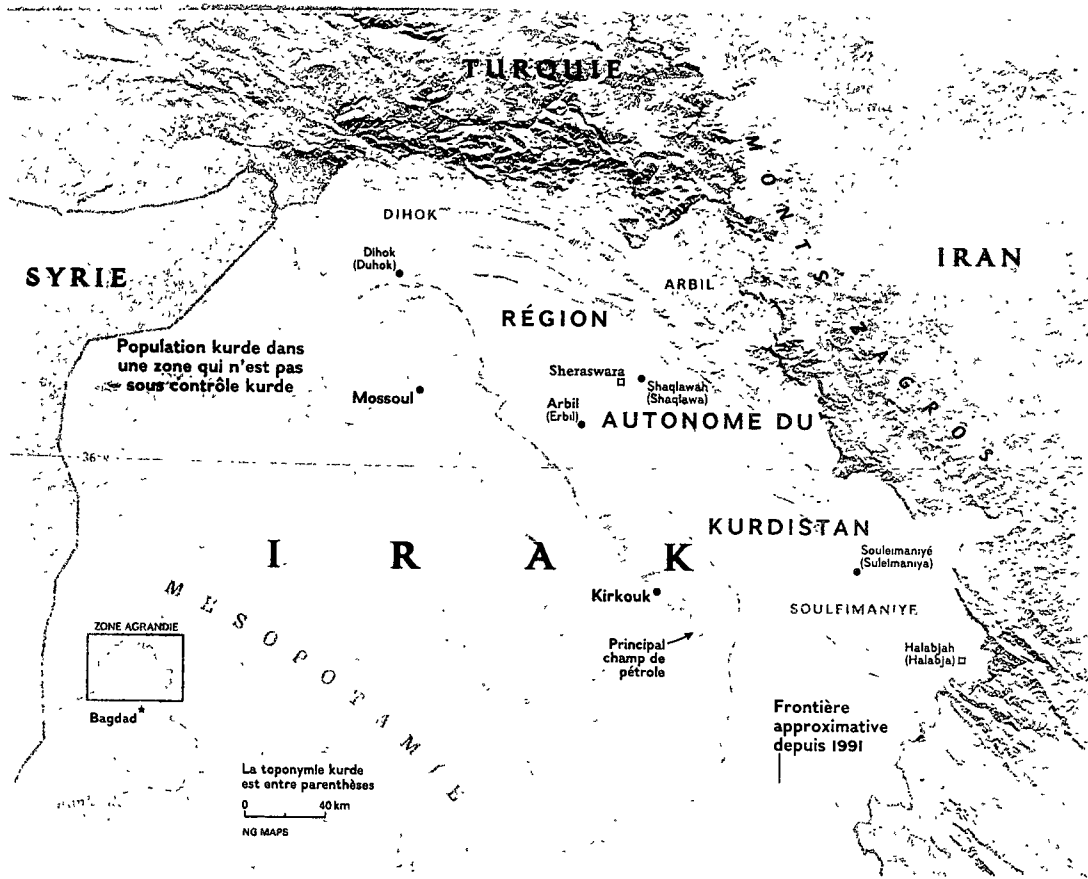 TURQUIE
MONTS ZAGROS
DIHOK
Dihok
(Duhok)
SYRIE
IRAN
ARBIL
RÉGION
Population kurde dans
une zone qui n'est pas
sous contrôle kurde
Mossoul
Sheraswara
Shaqlawah
(Shaqlawa)
Arbil
(Erbil)
AUTONOME DU
36
KURDISTAN
IRAK
Souleimaniyé
(Suleimaniya)
Kirkouk
SOULEIMANIYE
MESOPOTAMIE
ZONE AGRANDIE
Bagdad
Principal
champ de
pétrole
Halabjah
(Halabja)
Frontière
approximative
depuis 1991
La toponymie kurde
est entre parenthèses
0 40 km
NG MAPS